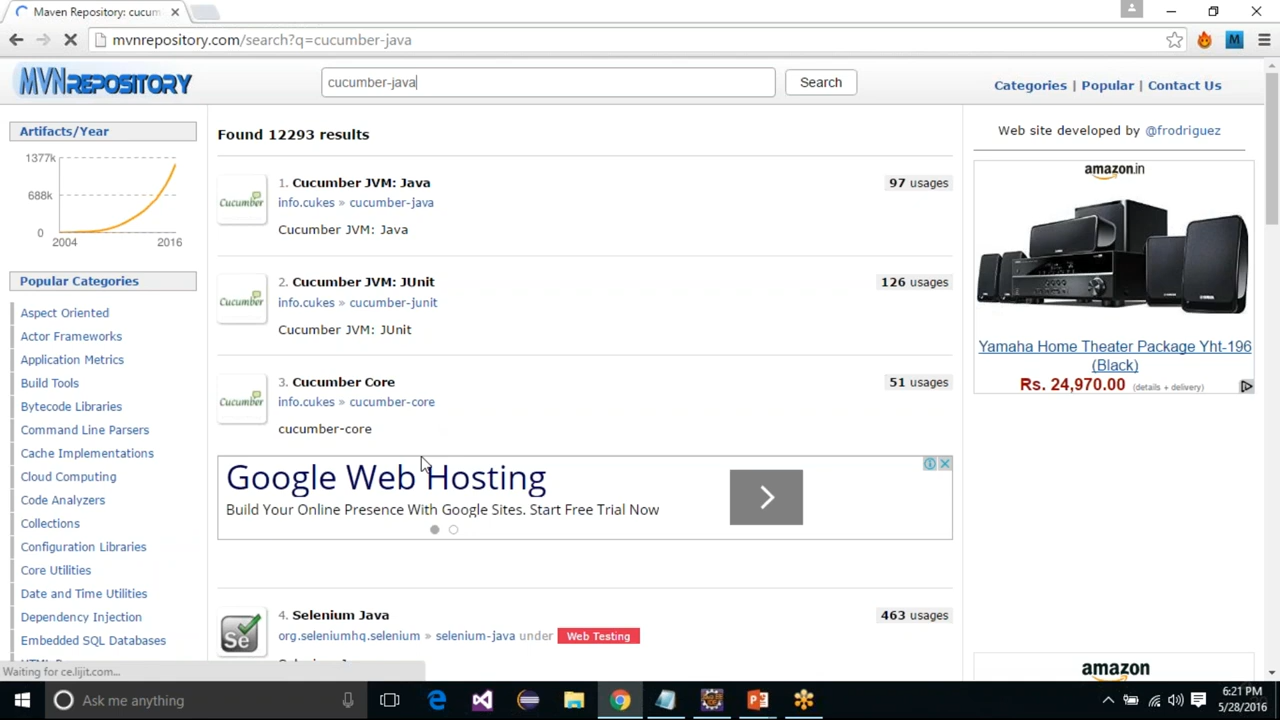 Maven Repository: cucum
mvnrepository.com/search?q=cucumber-java
MVNREPOSITORY
cucumber-java
Search
Categories | Popular | Contact Us
Artifacts/Year
1377k
688k
0
2004
2016
Popular Categories
Aspect Oriented
Actor Frameworks
Application Metrics
Build Tools
Bytecode Libraries
Command Line Parsers
Cache Implementations
Cloud Computing
Code Analyzers
Collections
Configuration Libraries
Core Utilities
Date and Time Utilities
Dependency Injection
Embedded SQL Databases
Found 12293 results
1. Cucumber JVM: Java
97 usages
info.cukes » cucumber-java
Cucumber JVM: Java
Cucumber
2. Cucumber JVM: JUnit
126 usages
info.cukes » cucumber-junit
Cucumber JVM: JUnit
Cucumber
3. Cucumber Core
51 usages
info.cukes » cucumber-core
cucumber-core
Cucumber
Google Web Hosting
Build Your Online Presence With Google Sites. Start Free Trial Now
4. Selenium Java
463 usages
org.seleniumhq.selenium » selenium-java under Web Testing
Se
Web site developed by @frodriguez
amazon.in
Yamaha Home Theater Package Yht-196
(Black)
Rs. 24,970.00 (details + delivery)
amazon
Waiting for ce.lijit.com...
Ask me anything
6:21 PM
5/28/2016